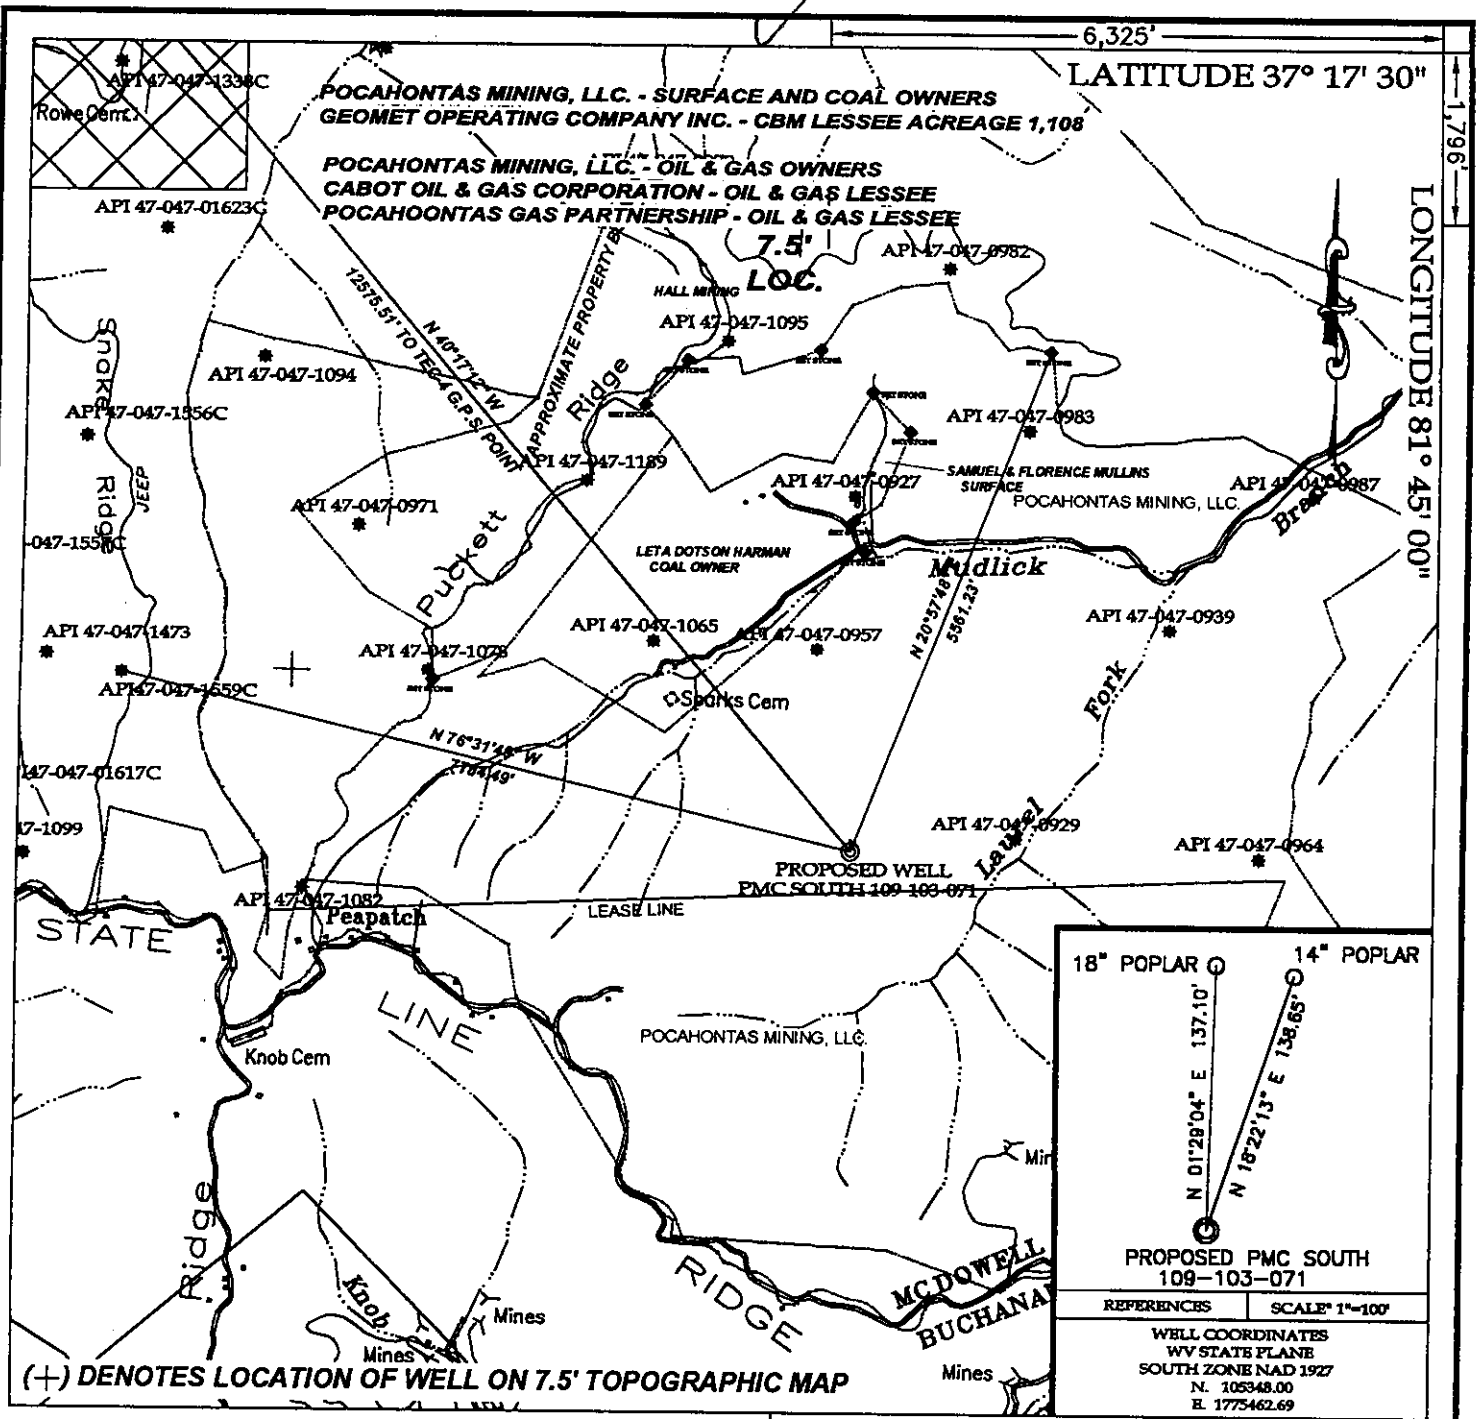 6,325'
LATITUDE 37° 17' 30"
1,796'
LONGITUDE 81° 45' 00"
API 47-047-1338C
Rowe Cem.
POCAHONTAS MINING, LLC. - SURFACE AND COAL OWNERS
GEOMET OPERATING COMPANY INC. - CBM LESSEE ACREAGE 1,108
POCAHONTAS MINING, LLC. - OIL & GAS OWNERS
CABOT OIL & GAS CORPORATION - OIL & GAS LESSEE
POCAHOONTAS GAS PARTNERSHIP - OIL & GAS LESSEE
7.5'
LOC.
API 47-047-01623C
API 47-047-0982
HALL MINING
API 47-047-1095
N 40°17'12" W
12575.51' TO TEC-4 G.P.S. POINT
APPROXIMATE PROPERTY B
Snake Ridge
JEEP
API 47-047-1094
API 47-047-1556C
Puckett Ridge
API 47-047-0983
API 47-047-1189
API 47-047-0927
SAMUEL & FLORENCE MULLINS
SURFACE
POCAHONTAS MINING, LLC.
API 47-047-0987
Branch
API 47-047-0971
LETA DOTSON HARMAN
COAL OWNER
Mudlick
N 20°57'48"
5561.23'
API 47-047-1473
API 47-047-1078
API 47-047-1065
API 47-047-0957
API 47-047-0939
API47-047-1559C
Sparks Cem
Laurel Fork
N 76°31'48" W
47-047-01617C
7-1099
API 47-047-0929
API 47-047-0964
PROPOSED WELL
PMC SOUTH 109-103-071
API 47-047-1082
Peapatch
LEASE LINE
STATE LINE RIDGE
18" POPLAR
14" POPLAR
N 01°29'04" E 137.10'
N 18°22'13" E 138.65'
POCAHONTAS MINING, LLC.
Knob Cem
Ridge
Knob
Mines
Mines
Min
Mines
MCDOWELL
BUCHANA
PROPOSED PMC SOUTH
109-103-071
REFERENCES
SCALE" 1"=100'
WELL COORDINATES
WV STATE PLANE
SOUTH ZONE NAD 1927
N. 105348.00
E. 1775462.69
(+) DENOTES LOCATION OF WELL ON 7.5' TOPOGRAPHIC MAP